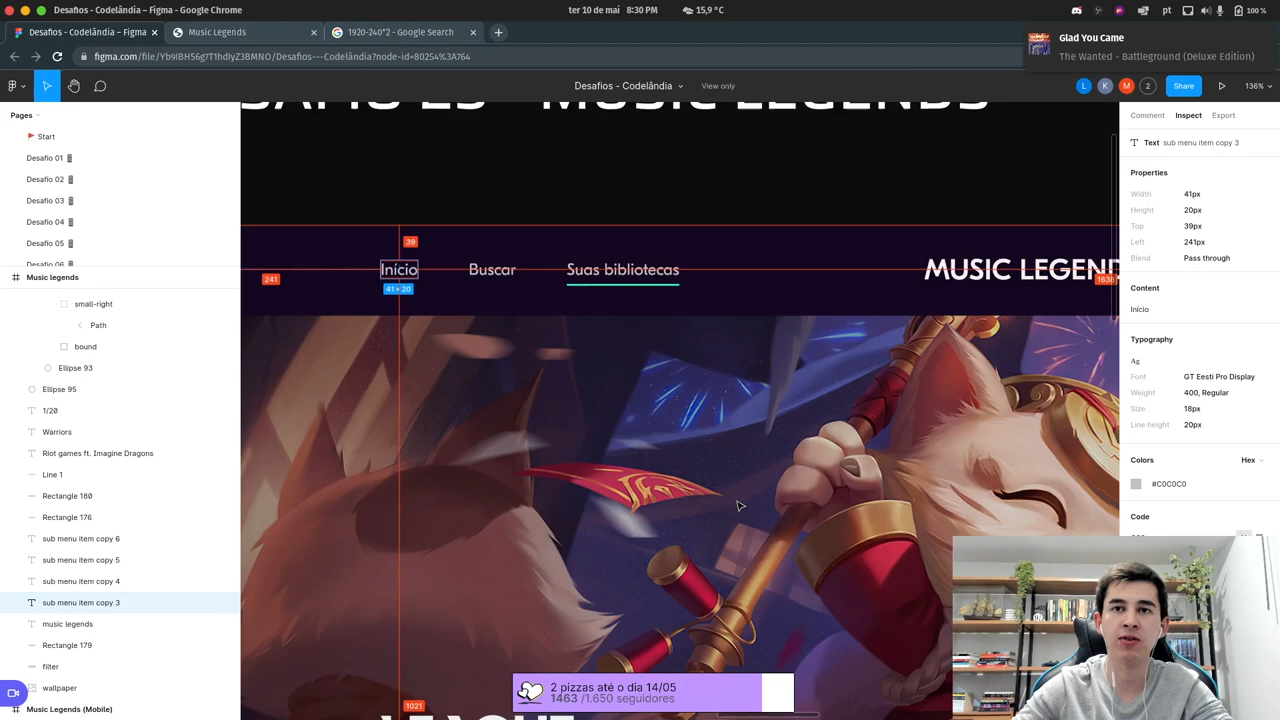 Desafios - Codelândia – Figma - Google Chrome
ter 10 de mai 8:30 PM
15,9 °C
pt
100 %
Desafios - Codelândia – Figma
Music Legends
1920-240*2 - Google Search
figma.com/file/Yb9IBH56g7T1hdIyZ3BMNO/Desafios---Codelândia?node-id=80254%3A764
Glad You Came
The Wanted - Battleground (Deluxe Edition)
Desafios - Codelândia
View only
L
K
M
2
Share
136%
Pages
Start
Desafio 01
Desafio 02
Desafio 03
Desafio 04
Desafio 05
Desafio 06
Music legends
small-right
Path
bound
Ellipse 93
Ellipse 95
1/20
Warriors
Riot games ft. Imagine Dragons
Line 1
Rectangle 180
Rectangle 176
sub menu item copy 6
sub menu item copy 5
sub menu item copy 4
sub menu item copy 3
music legends
Rectangle 179
filter
wallpaper
Music Legends (Mobile)
MUSIC LEGENDS
39
241
Início
Buscar
Suas bibliotecas
MUSIC LEGEND
1638
41 × 20
1021
2 pizzas até o dia 14/05
1463 /1.650 seguidores
Comment
Inspect
Export
Text sub menu item copy 3
Properties
Width 41px
Height 20px
Top 39px
Left 241px
Blend Pass through
Content
Início
Typography
Ag
Font GT Eesti Pro Display
Weight 400, Regular
Size 18px
Line height 20px
Colors
Hex
#C0C0C0
Code